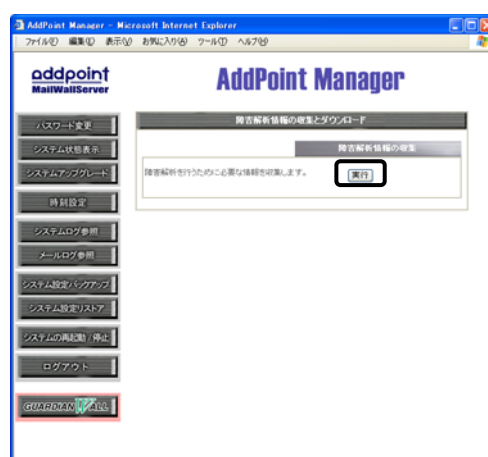 AddPoint Manager - Microsoft Internet Explorer
ファイル(F) 編集(E) 表示(V) お気に入り(A) ツール(T) ヘルプ(H)
addpoint
MailWallServer
AddPoint Manager
パスワード変更
システム状態表示
システムアップグレード
時刻設定
システムログ参照
メールログ参照
システム設定バックアップ
システム設定リストア
システムの再起動/停止
ログアウト
GUARDIAN WALL
障害解析情報の収集とダウンロード
障害解析情報の収集
障害解析を行うために必要な情報を収集します。
実行